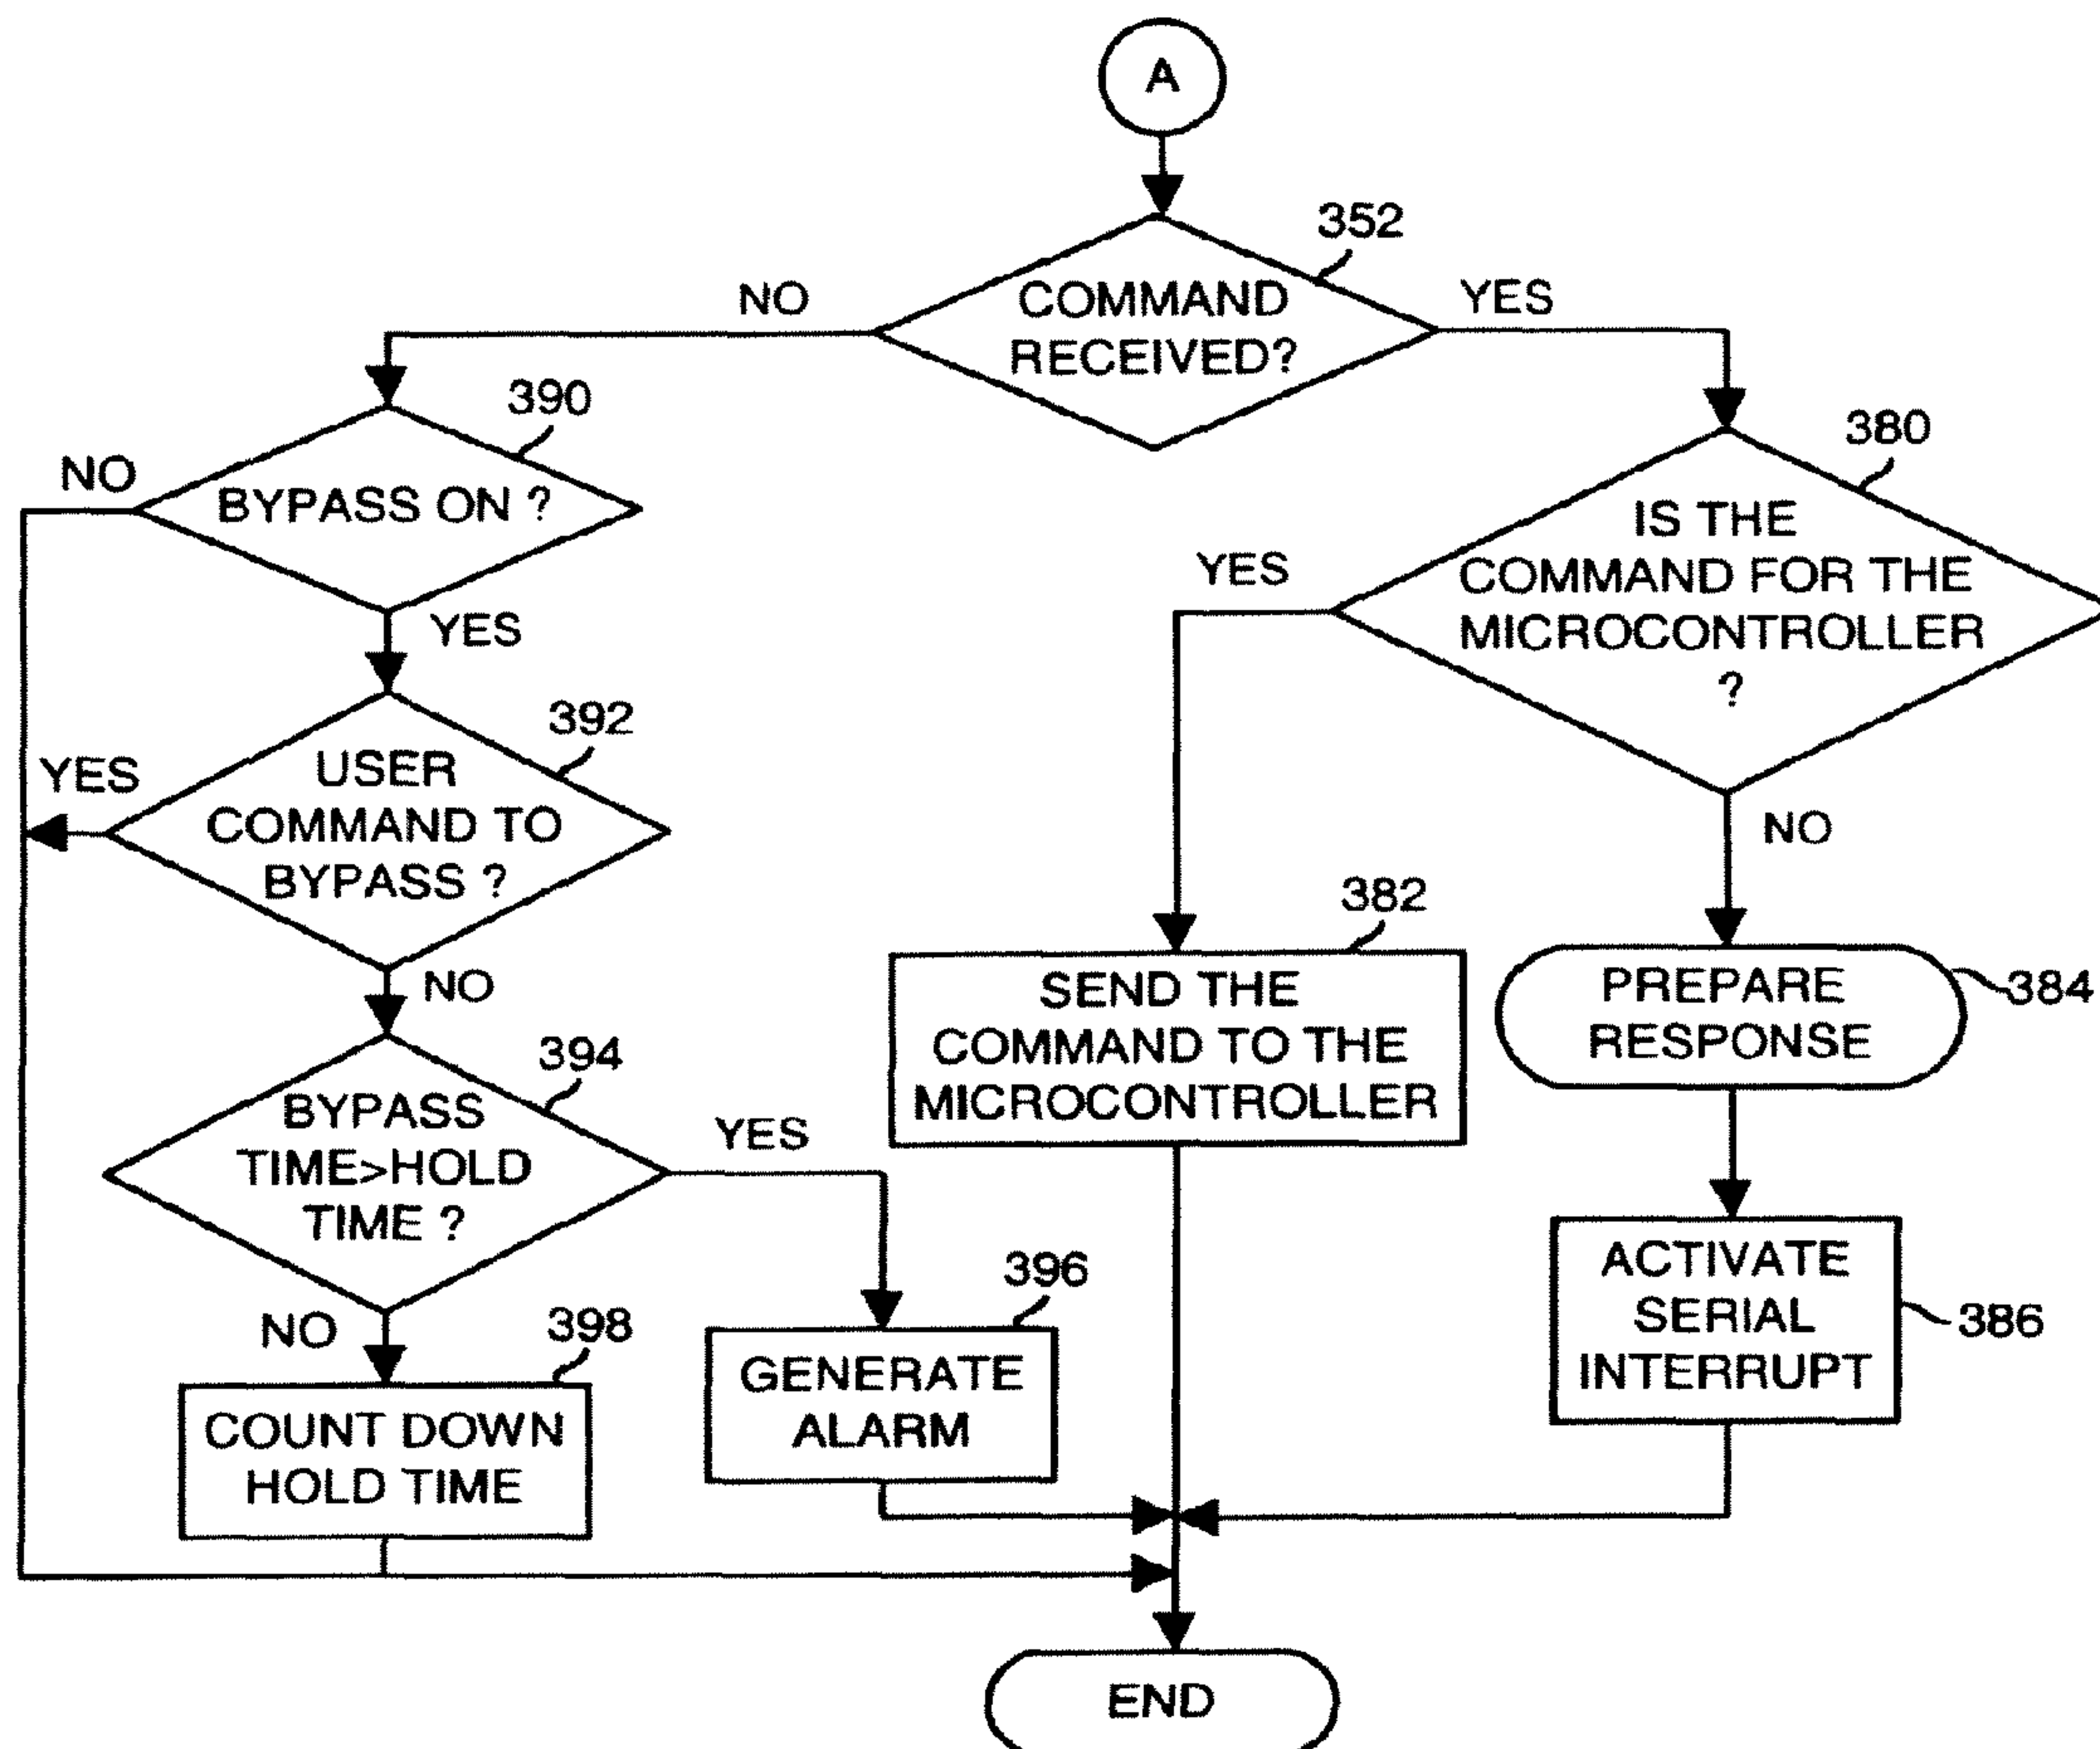 A
352
NO
COMMAND
RECEIVED?
YES
390
NO
BYPASS ON ?
YES
380
IS THE
COMMAND FOR THE
MICROCONTROLLER
?
YES
NO
392
YES
USER
COMMAND TO
BYPASS ?
NO
382
SEND THE
COMMAND TO THE
MICROCONTROLLER
PREPARE
RESPONSE
384
394
BYPASS
TIME>HOLD
TIME ?
YES
NO
396
GENERATE
ALARM
398
COUNT DOWN
HOLD TIME
ACTIVATE
SERIAL
INTERRUPT
386
END